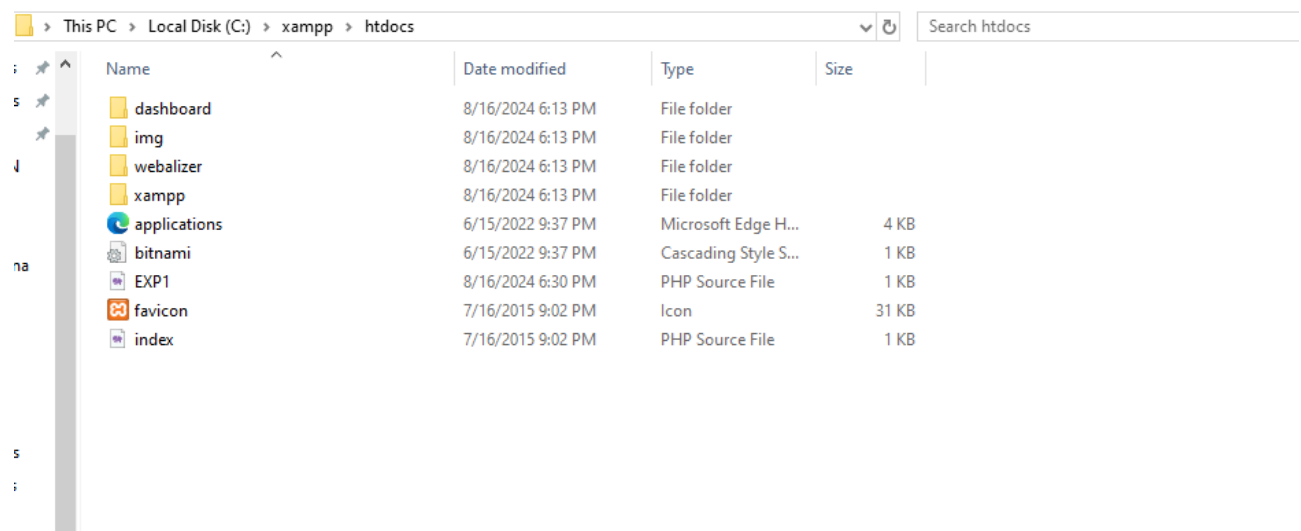 This PC > Local Disk (C:) > xampp > htdocs Search htdocs
Name Date modified Type Size
dashboard 8/16/2024 6:13 PM File folder
img 8/16/2024 6:13 PM File folder
webalizer 8/16/2024 6:13 PM File folder
xampp 8/16/2024 6:13 PM File folder
applications 6/15/2022 9:37 PM Microsoft Edge H... 4 KB
bitnami 6/15/2022 9:37 PM Cascading Style S... 1 KB
EXP1 8/16/2024 6:30 PM PHP Source File 1 KB
favicon 7/16/2015 9:02 PM Icon 31 KB
index 7/16/2015 9:02 PM PHP Source File 1 KB